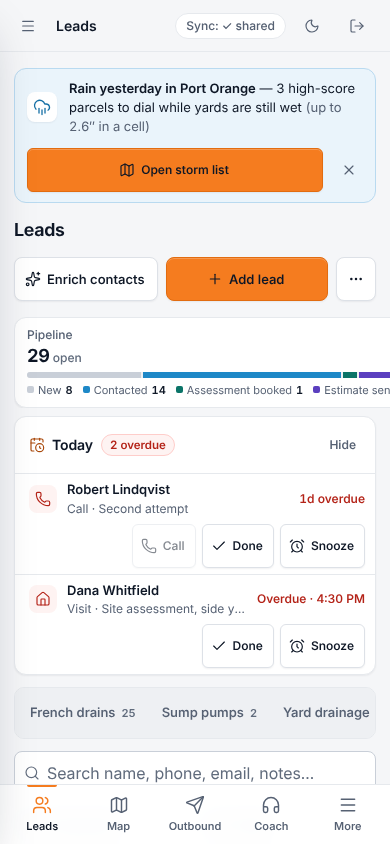 Leads
Sync: ✓ shared
Rain yesterday in Port Orange — 3 high-score
parcels to dial while yards are still wet (up to
2.6″ in a cell)
Open storm list
Leads
Enrich contacts
Add lead
Pipeline
29 open
New 8 Contacted 14 Assessment booked 1 Estimate sen
Today 2 overdue Hide
Robert Lindqvist
Call · Second attempt
1d overdue
Call Done Snooze
Dana Whitfield
Visit · Site assessment, side y...
Overdue · 4:30 PM
Done Snooze
French drains 25 Sump pumps 2 Yard drainage
Search name, phone, email, notes...
Leads Map Outbound Coach More